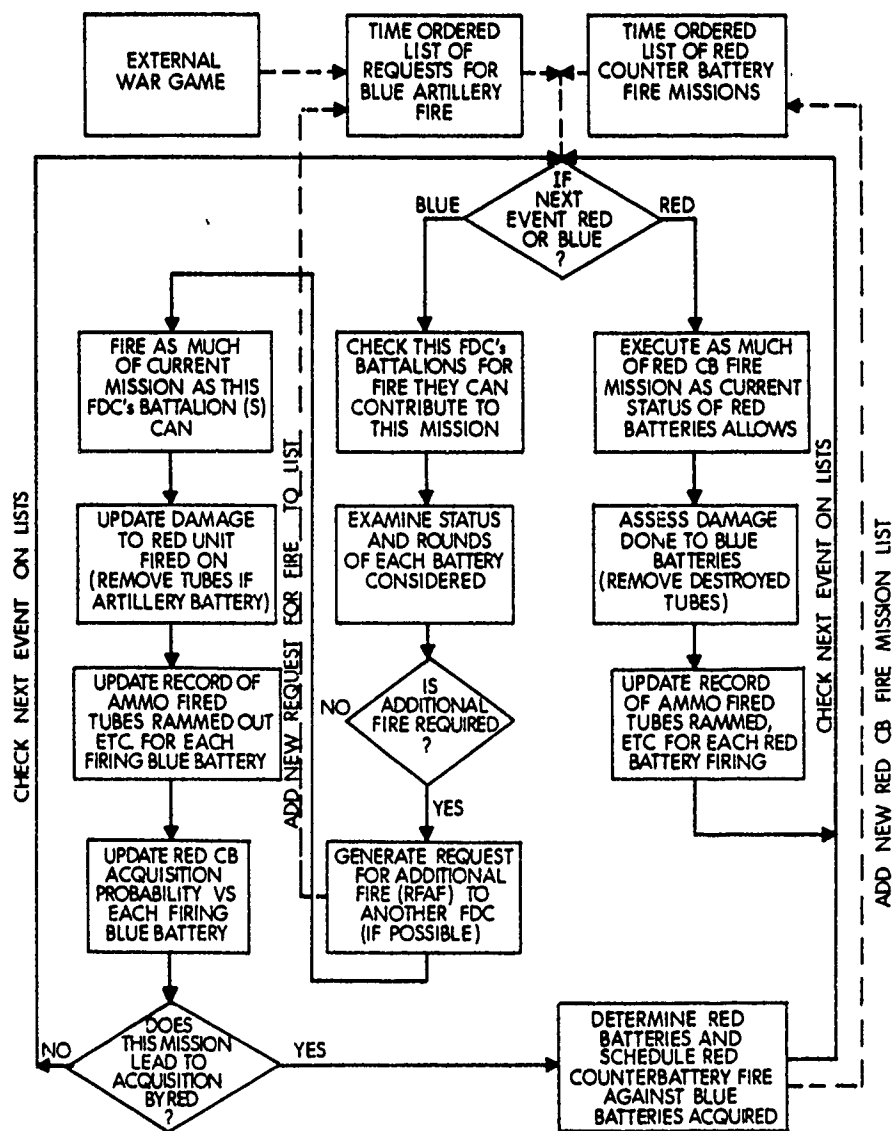 EXTERNAL
WAR GAME
TIME ORDERED
LIST OF
REQUESTS FOR
BLUE ARTILLERY
FIRE
TIME ORDERED
LIST OF RED
COUNTER BATTERY
FIRE MISSIONS
IF
NEXT
EVENT RED
OR BLUE
?
BLUE
RED
FIRE AS MUCH
OF CURRENT
MISSION AS THIS
FDC's BATTALION (S)
CAN
CHECK THIS FDC's
BATTALIONS FOR
FIRE THEY CAN
CONTRIBUTE TO
THIS MISSION
EXECUTE AS MUCH
OF RED CB FIRE
MISSION AS CURRENT
STATUS OF RED
BATTERIES ALLOWS
UPDATE DAMAGE
TO RED UNIT
FIRED ON
(REMOVE TUBES IF
ARTILLERY BATTERY)
EXAMINE STATUS
AND ROUNDS
OF EACH BATTERY
CONSIDERED
ASSESS DAMAGE
DONE TO BLUE
BATTERIES
(REMOVE DESTROYED
TUBES)
UPDATE RECORD OF
AMMO FIRED
TUBES RAMMED OUT
ETC. FOR EACH
FIRING BLUE BATTERY
NO
IS
ADDITIONAL
FIRE REQUIRED
?
YES
UPDATE RECORD
OF AMMO FIRED
TUBES RAMMED,
ETC FOR EACH RED
BATTERY FIRING
UPDATE RED CB
ACQUISITION
PROBABILITY VS
EACH FIRING
BLUE BATTERY
GENERATE REQUEST
FOR ADDITIONAL
FIRE (RFAF) TO
ANOTHER FDC
(IF POSSIBLE)
NO
DOES
THIS MISSION
LEAD TO
ACQUISITION
BY RED
?
YES
DETERMINE RED
BATTERIES AND
SCHEDULE RED
COUNTERBATTERY FIRE
AGAINST BLUE
BATTERIES ACQUIRED
CHECK NEXT EVENT ON LISTS
ADD NEW REQUEST FOR FIRE TO LIST
CHECK NEXT EVENT ON LISTS
ADD NEW RED CB FIRE MISSION LIST